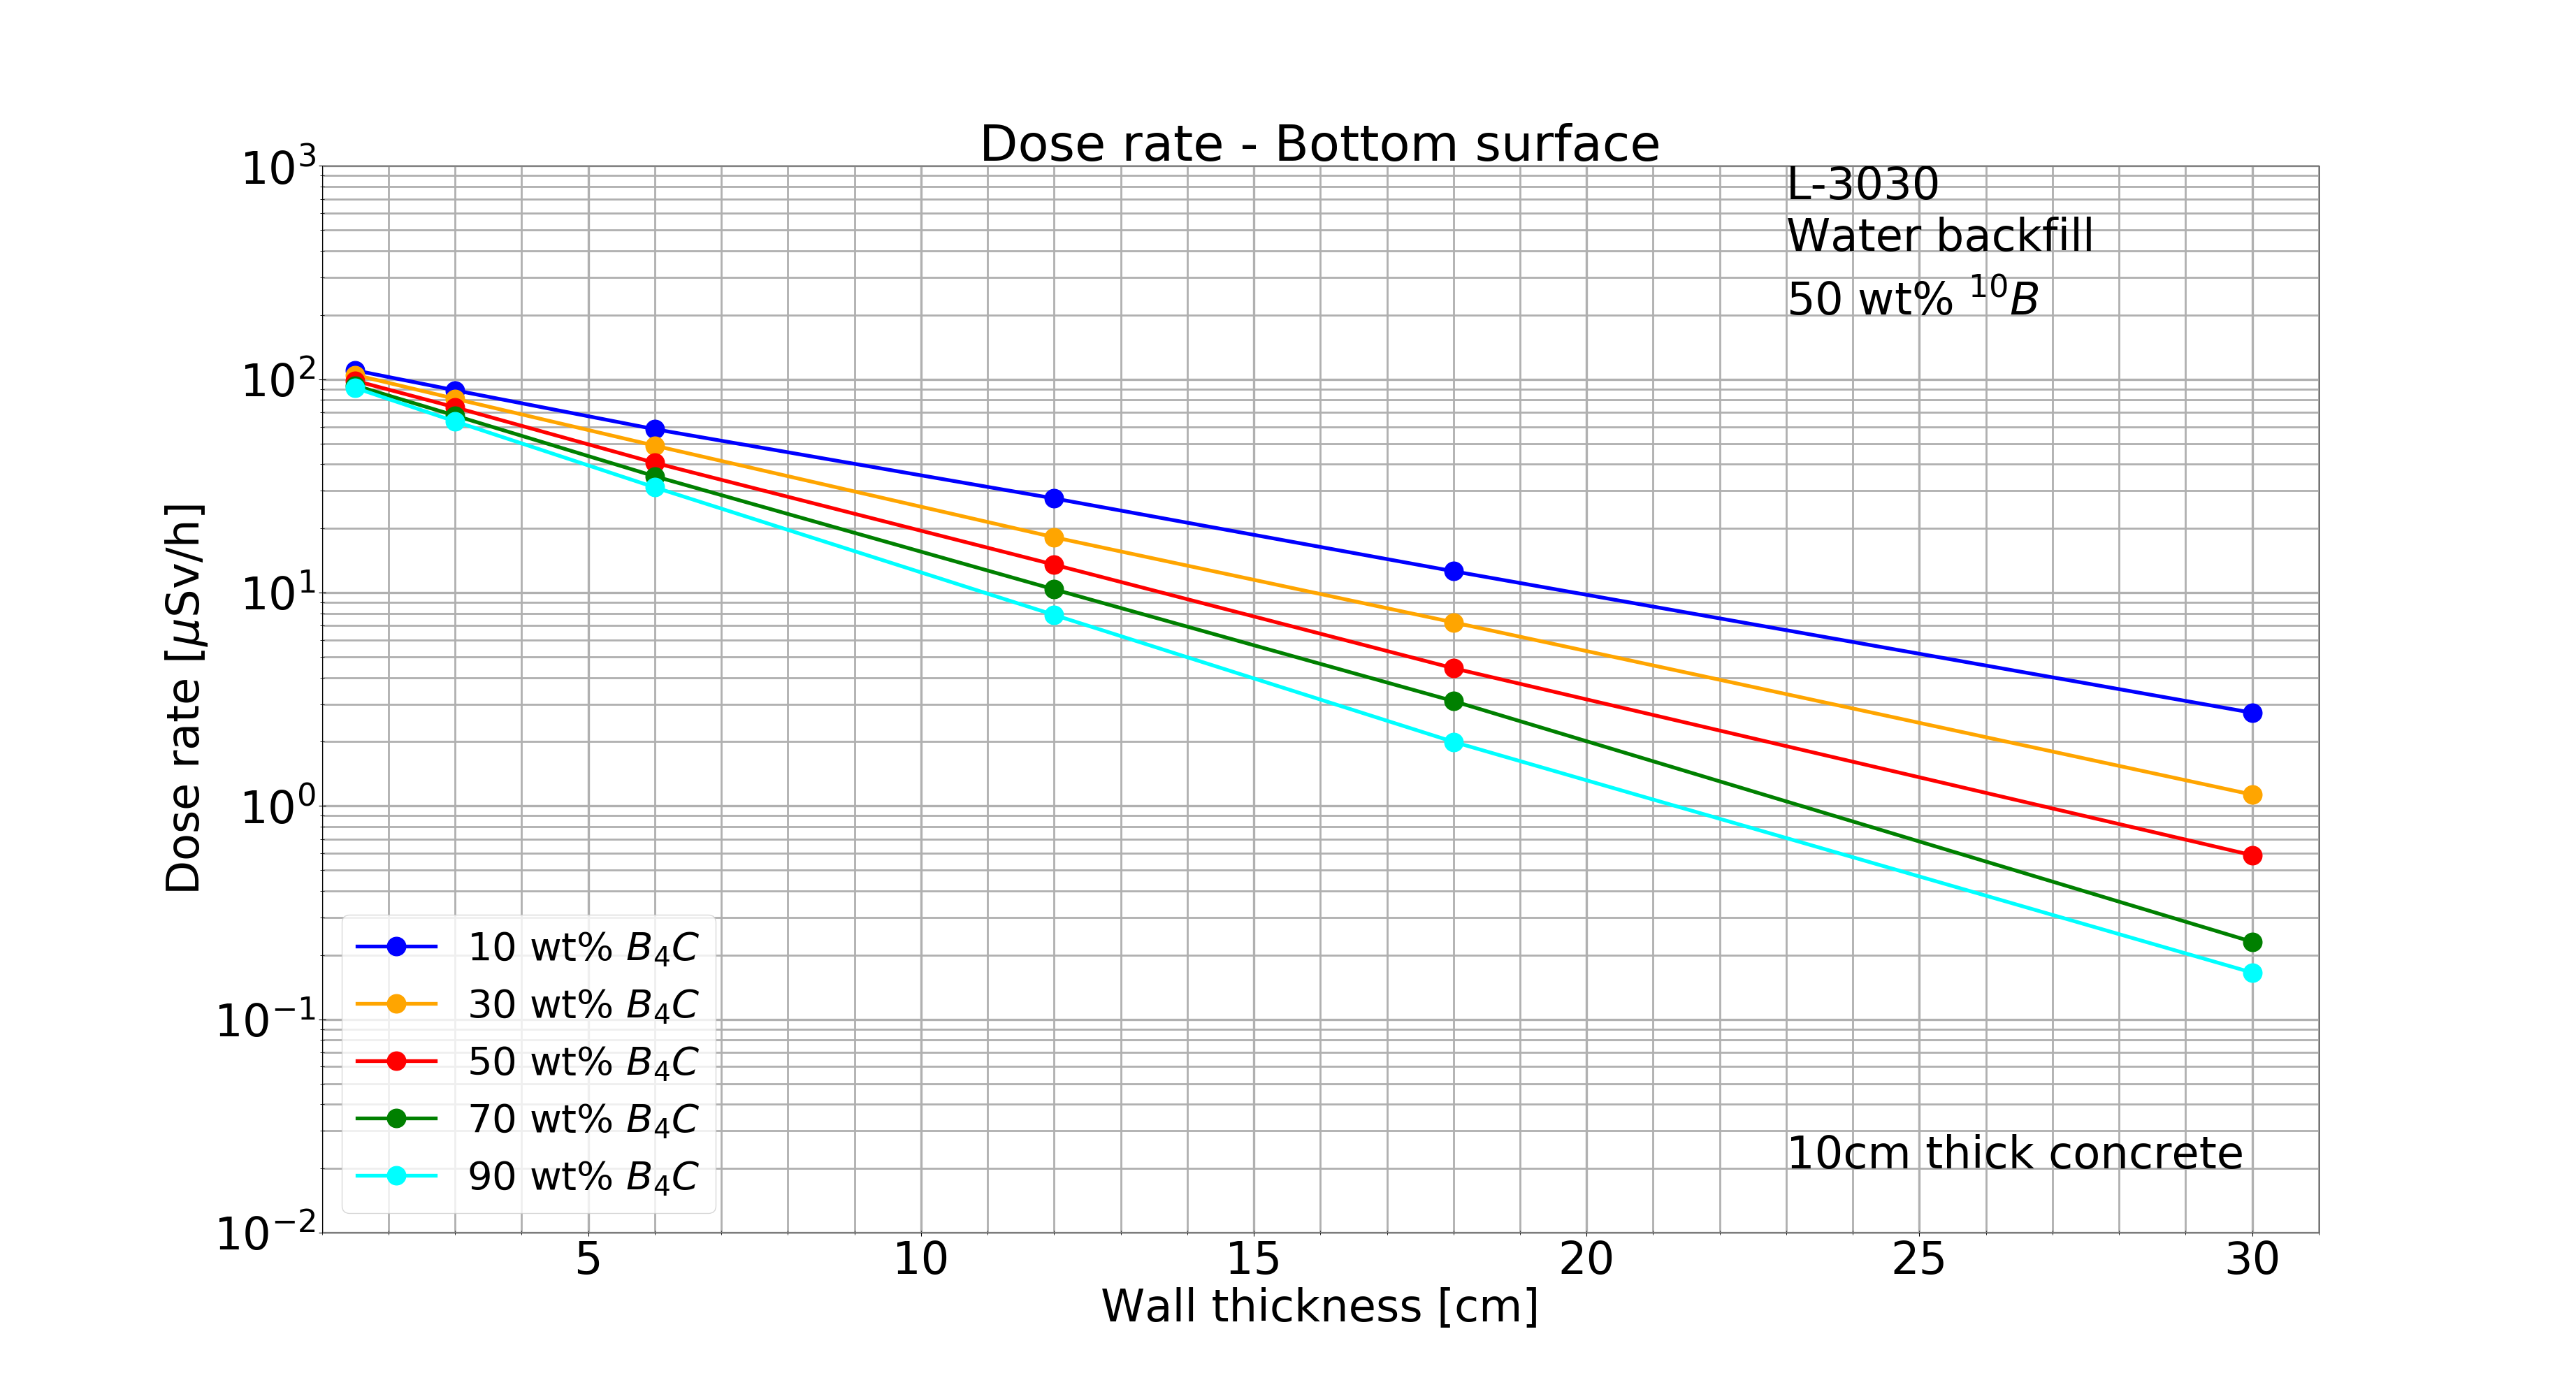 Dose rate - Bottom surface
L-3030
Water backfill
50 wt% ¹⁰B
10³
10²
10¹
10⁰
10⁻¹
10⁻²
Dose rate [μSv/h]
10 wt% B₄C
30 wt% B₄C
50 wt% B₄C
70 wt% B₄C
90 wt% B₄C
10cm thick concrete
5 10 15 20 25 30
Wall thickness [cm]